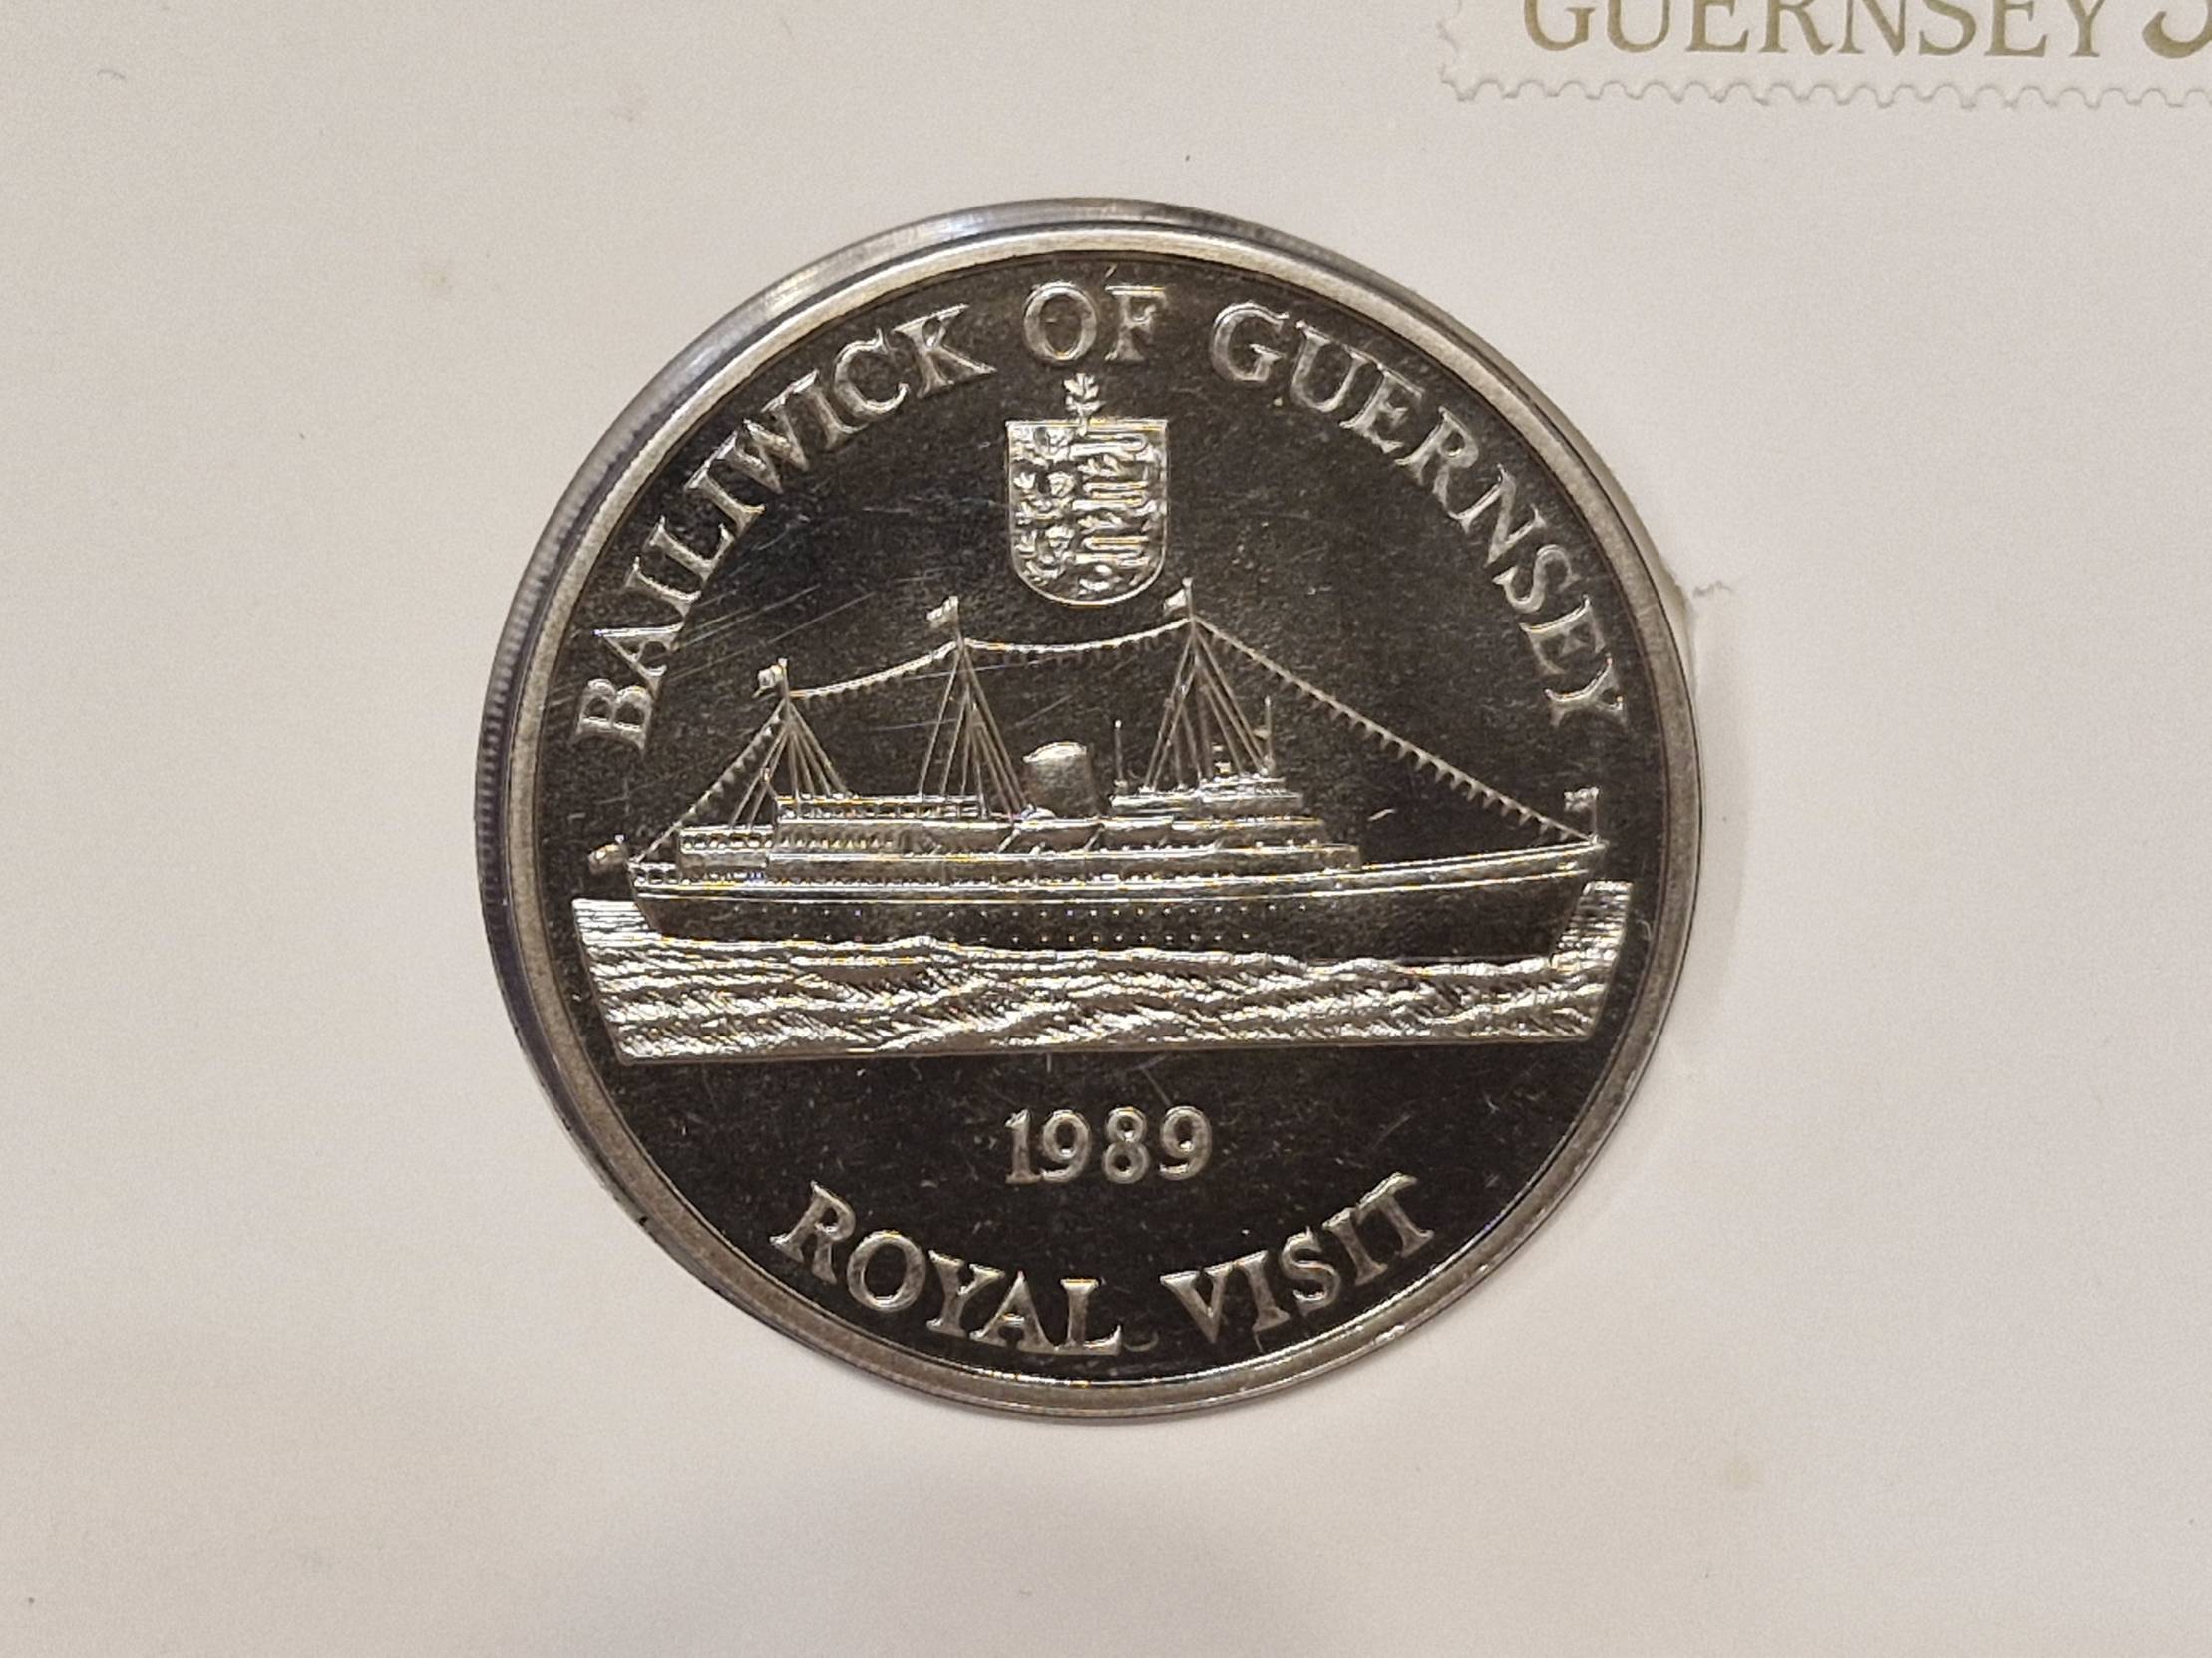 GUERNSEY
BAILIWICK OF GUERNSEY
1989
ROYAL VISIT